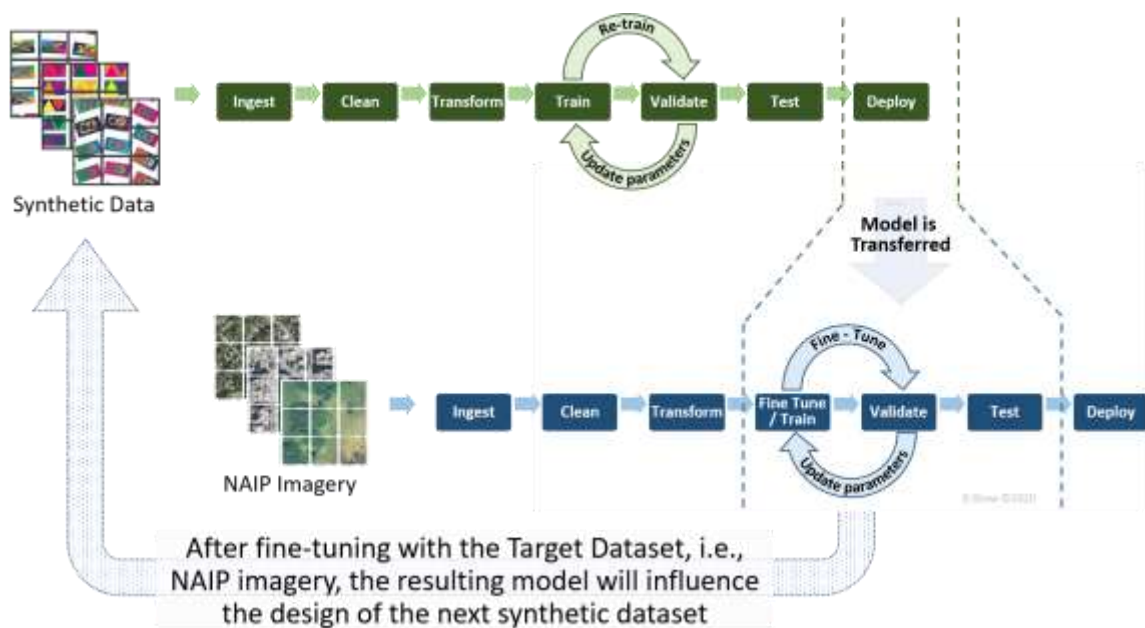 Re-train
Ingest
Clean
Transform
Train
Validate
Test
Deploy
Update parameters
Synthetic Data
Model is
Transferred
Fine - Tune
Ingest
Clean
Transform
Fine Tune
/ Train
Validate
Test
Deploy
Update parameters
NAIP Imagery
After fine-tuning with the Target Dataset, i.e.,
NAIP imagery, the resulting model will influence
the design of the next synthetic dataset